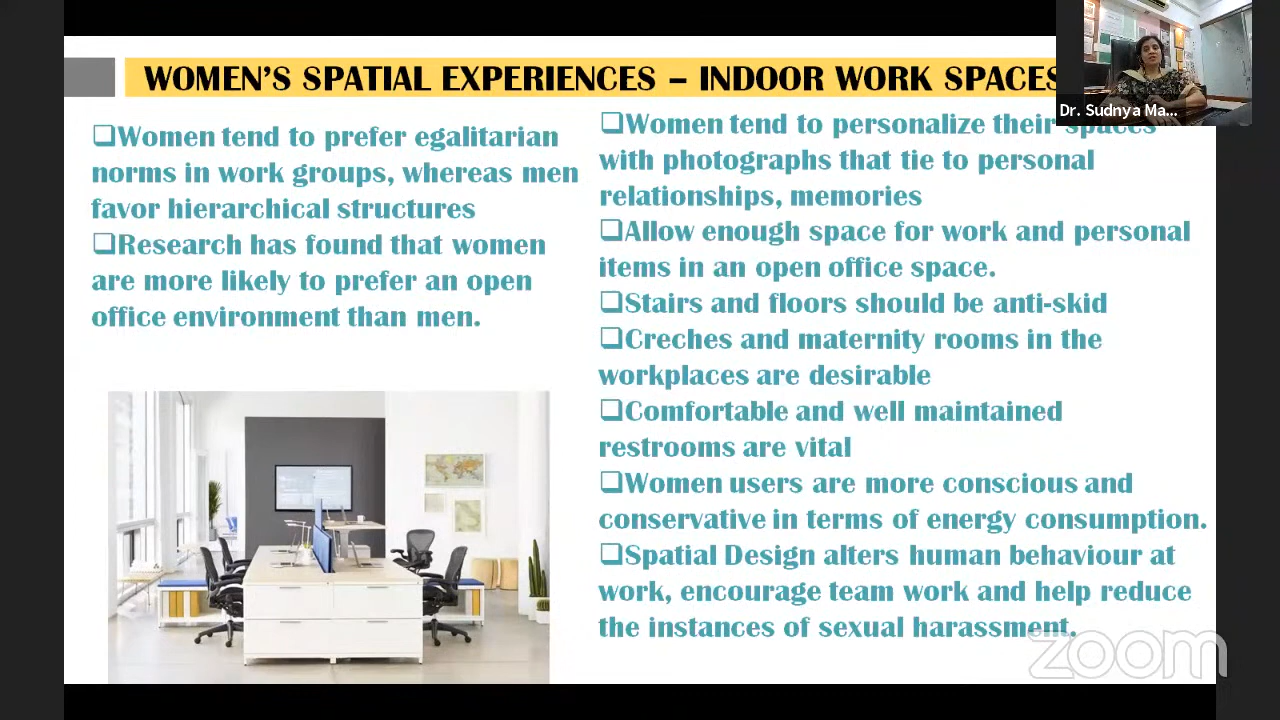 WOMEN'S SPATIAL EXPERIENCES – INDOOR WORK SPACES
Dr. Sudnya Ma...
❑Women tend to prefer egalitarian
norms in work groups, whereas men
favor hierarchical structures
❑Research has found that women
are more likely to prefer an open
office environment than men.
❑Women tend to personalize their spaces
with photographs that tie to personal
relationships, memories
❑Allow enough space for work and personal
items in an open office space.
❑Stairs and floors should be anti-skid
❑Creches and maternity rooms in the
workplaces are desirable
❑Comfortable and well maintained
restrooms are vital
❑Women users are more conscious and
conservative in terms of energy consumption.
❑Spatial Design alters human behaviour at
work, encourage team work and help reduce
the instances of sexual harassment.
zoom